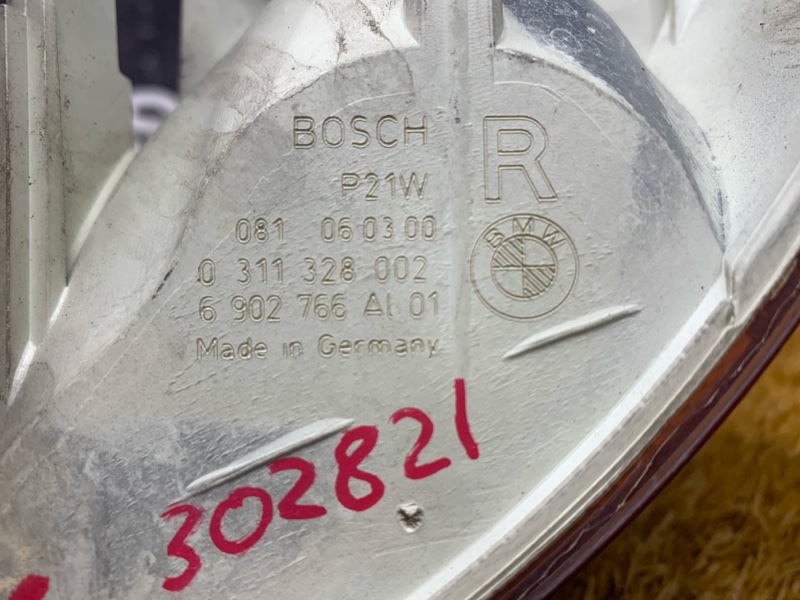 BOSCH
R
P21W
BMW
081 060300
0 311 328 002
6 902 766 AI 01
Made in Germany
302821